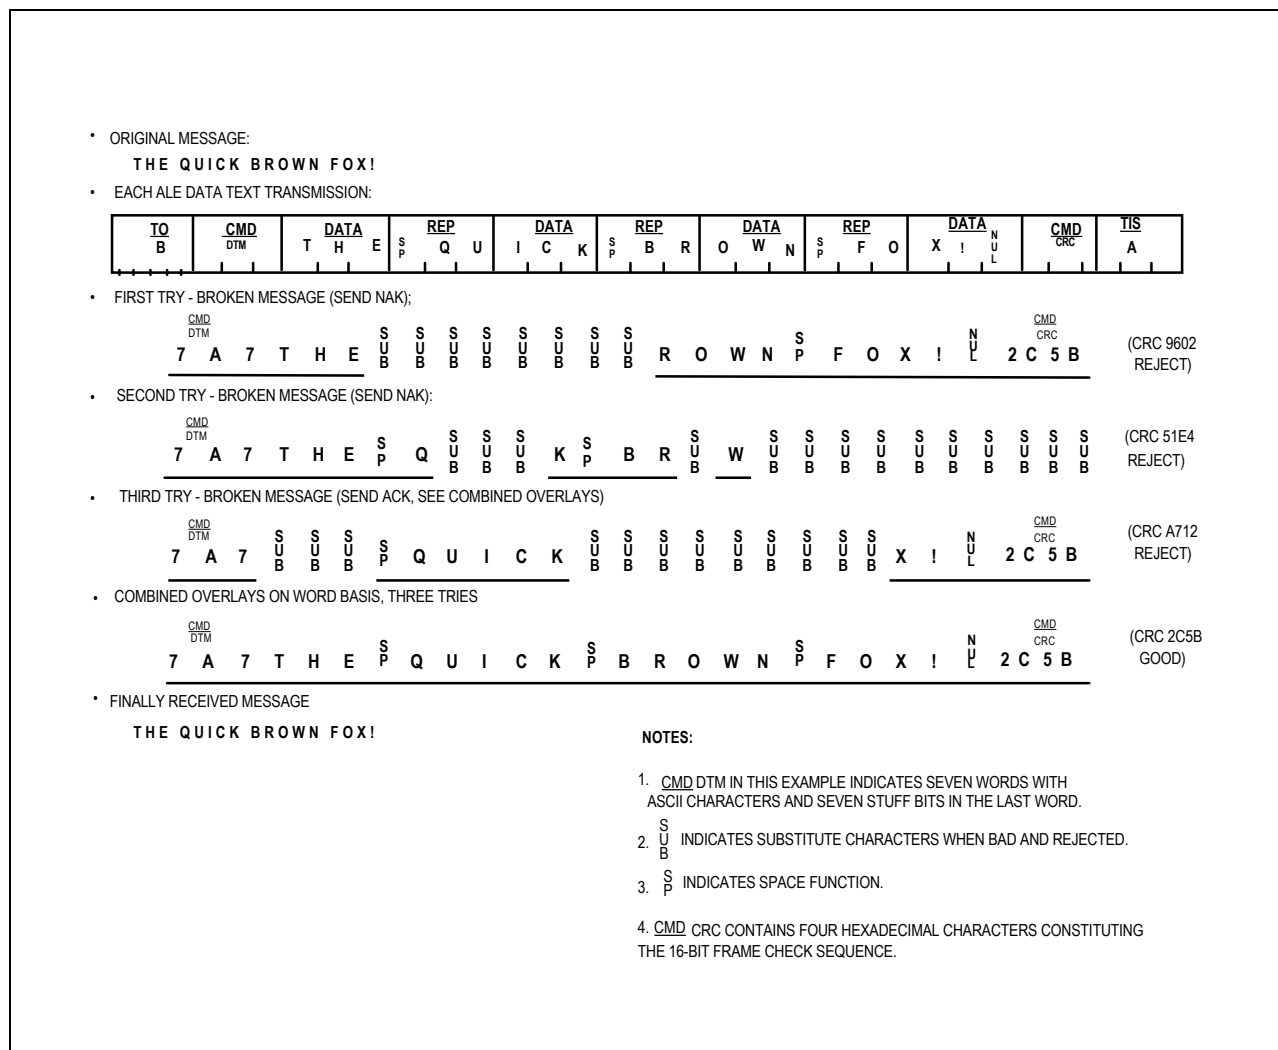 • ORIGINAL MESSAGE:
THE QUICK BROWN FOX!
• EACH ALE DATA TEXT TRANSMISSION:
TO CMD DATA REP DATA REP DATA REP DATA CMD TIS
B DTM T H E SP Q U I C K SP B R O W N SP F O X ! NUL CRC A
• FIRST TRY - BROKEN MESSAGE (SEND NAK);
CMD CMD
DTM CRC
7 A 7 T H E SUB SUB SUB SUB SUB SUB SUB SUB R O W N SP F O X ! NUL 2 C 5 B (CRC 9602
REJECT)
• SECOND TRY - BROKEN MESSAGE (SEND NAK):
CMD
DTM
7 A 7 T H E SP Q SUB SUB SUB K SP B R SUB W SUB SUB SUB SUB SUB SUB SUB SUB SUB (CRC 51E4
REJECT)
• THIRD TRY - BROKEN MESSAGE (SEND ACK, SEE COMBINED OVERLAYS)
CMD CMD
DTM CRC
7 A 7 SUB SUB SUB SP Q U I C K SUB SUB SUB SUB SUB SUB SUB SUB SUB X ! NUL 2 C 5 B (CRC A712
REJECT)
• COMBINED OVERLAYS ON WORD BASIS, THREE TRIES
CMD CMD
DTM CRC
7 A 7 T H E SP Q U I C K SP B R O W N SP F O X ! NUL 2 C 5 B (CRC 2C5B
GOOD)
• FINALLY RECEIVED MESSAGE
THE QUICK BROWN FOX!
NOTES:
1. CMD DTM IN THIS EXAMPLE INDICATES SEVEN WORDS WITH
ASCII CHARACTERS AND SEVEN STUFF BITS IN THE LAST WORD.
2. SUB INDICATES SUBSTITUTE CHARACTERS WHEN BAD AND REJECTED.
3. SP INDICATES SPACE FUNCTION.
4. CMD CRC CONTAINS FOUR HEXADECIMAL CHARACTERS CONSTITUTING
THE 16-BIT FRAME CHECK SEQUENCE.